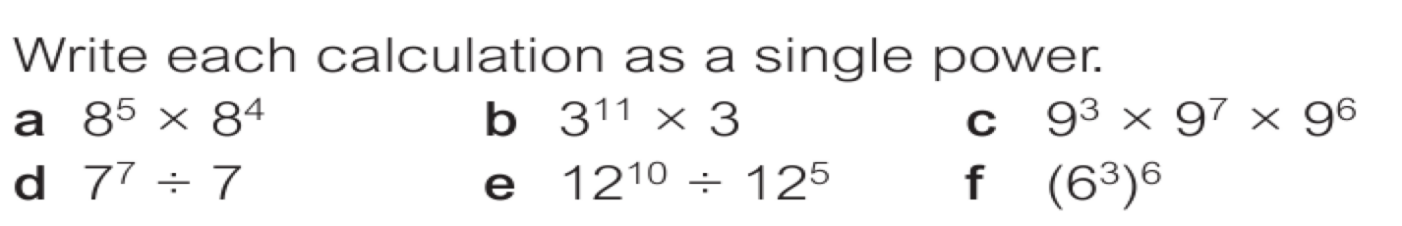 Write each calculation as a single power.
a 8⁵ × 8⁴ b 3¹¹ × 3 c 9³ × 9⁷ × 9⁶
d 7⁷ ÷ 7 e 12¹⁰ ÷ 12⁵ f (6³)⁶